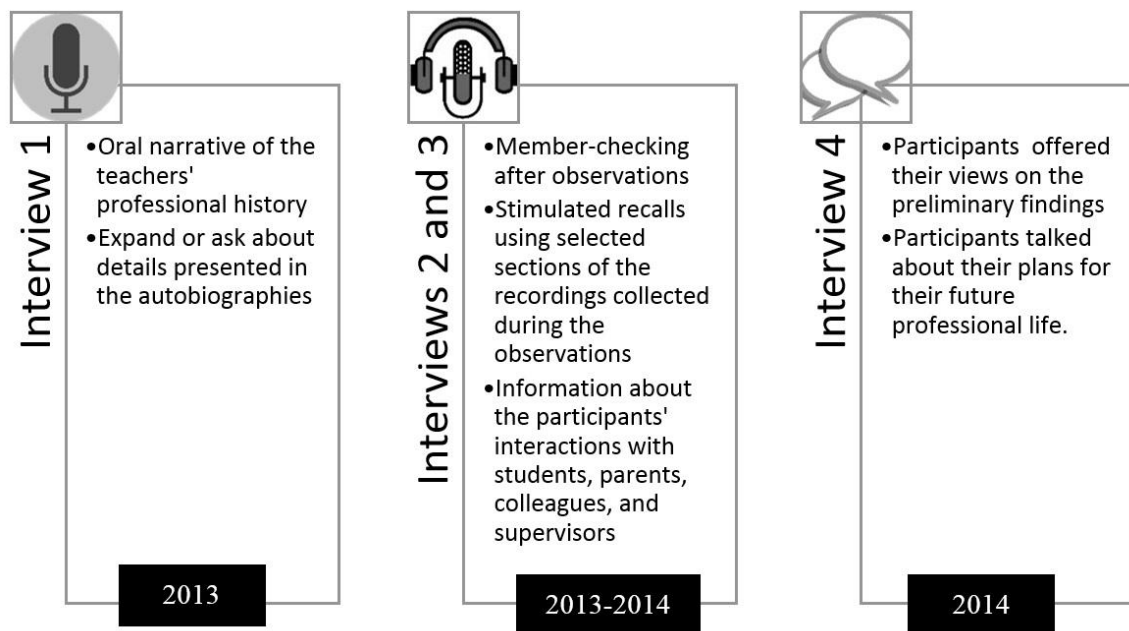 Interview 1
•Oral narrative of the
teachers'
professional history
•Expand or ask about
details presented in
the autobiographies
2013
Interviews 2 and 3
•Member-checking
after observations
•Stimulated recalls
using selected
sections of the
recordings collected
during the
observations
•Information about
the participants'
interactions with
students, parents,
colleagues, and
supervisors
2013-2014
Interview 4
•Participants offered
their views on the
preliminary findings
•Participants talked
about their plans for
their future
professional life.
2014